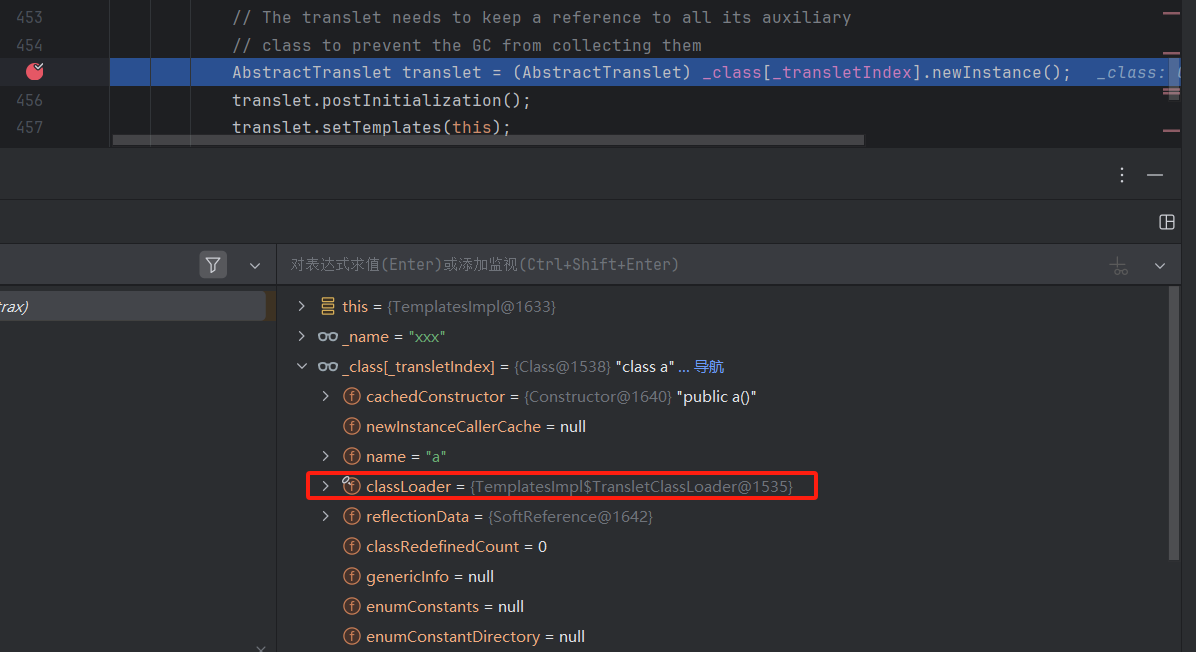 453 // The translet needs to keep a reference to all its auxiliary
454 // class to prevent the GC from collecting them
AbstractTranslet translet = (AbstractTranslet) _class[_transletIndex].newInstance(); _class:
456 translet.postInitialization();
457 translet.setTemplates(this);
对表达式求值(Enter)或添加监视(Ctrl+Shift+Enter)
rax)
this = {TemplatesImpl@1633}
_name = "xxx"
_class[_transletIndex] = {Class@1538} "class a" ... 导航
cachedConstructor = {Constructor@1640} "public a()"
newInstanceCallerCache = null
name = "a"
classLoader = {TemplatesImpl$TransletClassLoader@1535}
reflectionData = {SoftReference@1642}
classRedefinedCount = 0
genericInfo = null
enumConstants = null
enumConstantDirectory = null